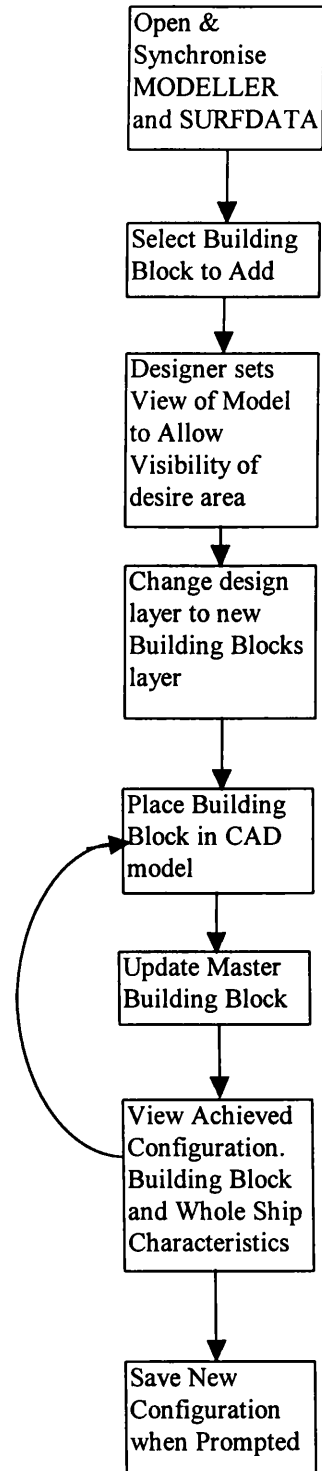 Open &
Synchronise
MODELLER
and SURFDATA
Select Building
Block to Add
Designer sets
View of Model
to Allow
Visibility of
desire area
Change design
layer to new
Building Blocks
layer
Place Building
Block in CAD
model
Update Master
Building Block
View Achieved
Configuration.
Building Block
and Whole Ship
Characteristics
Save New
Configuration
when Prompted